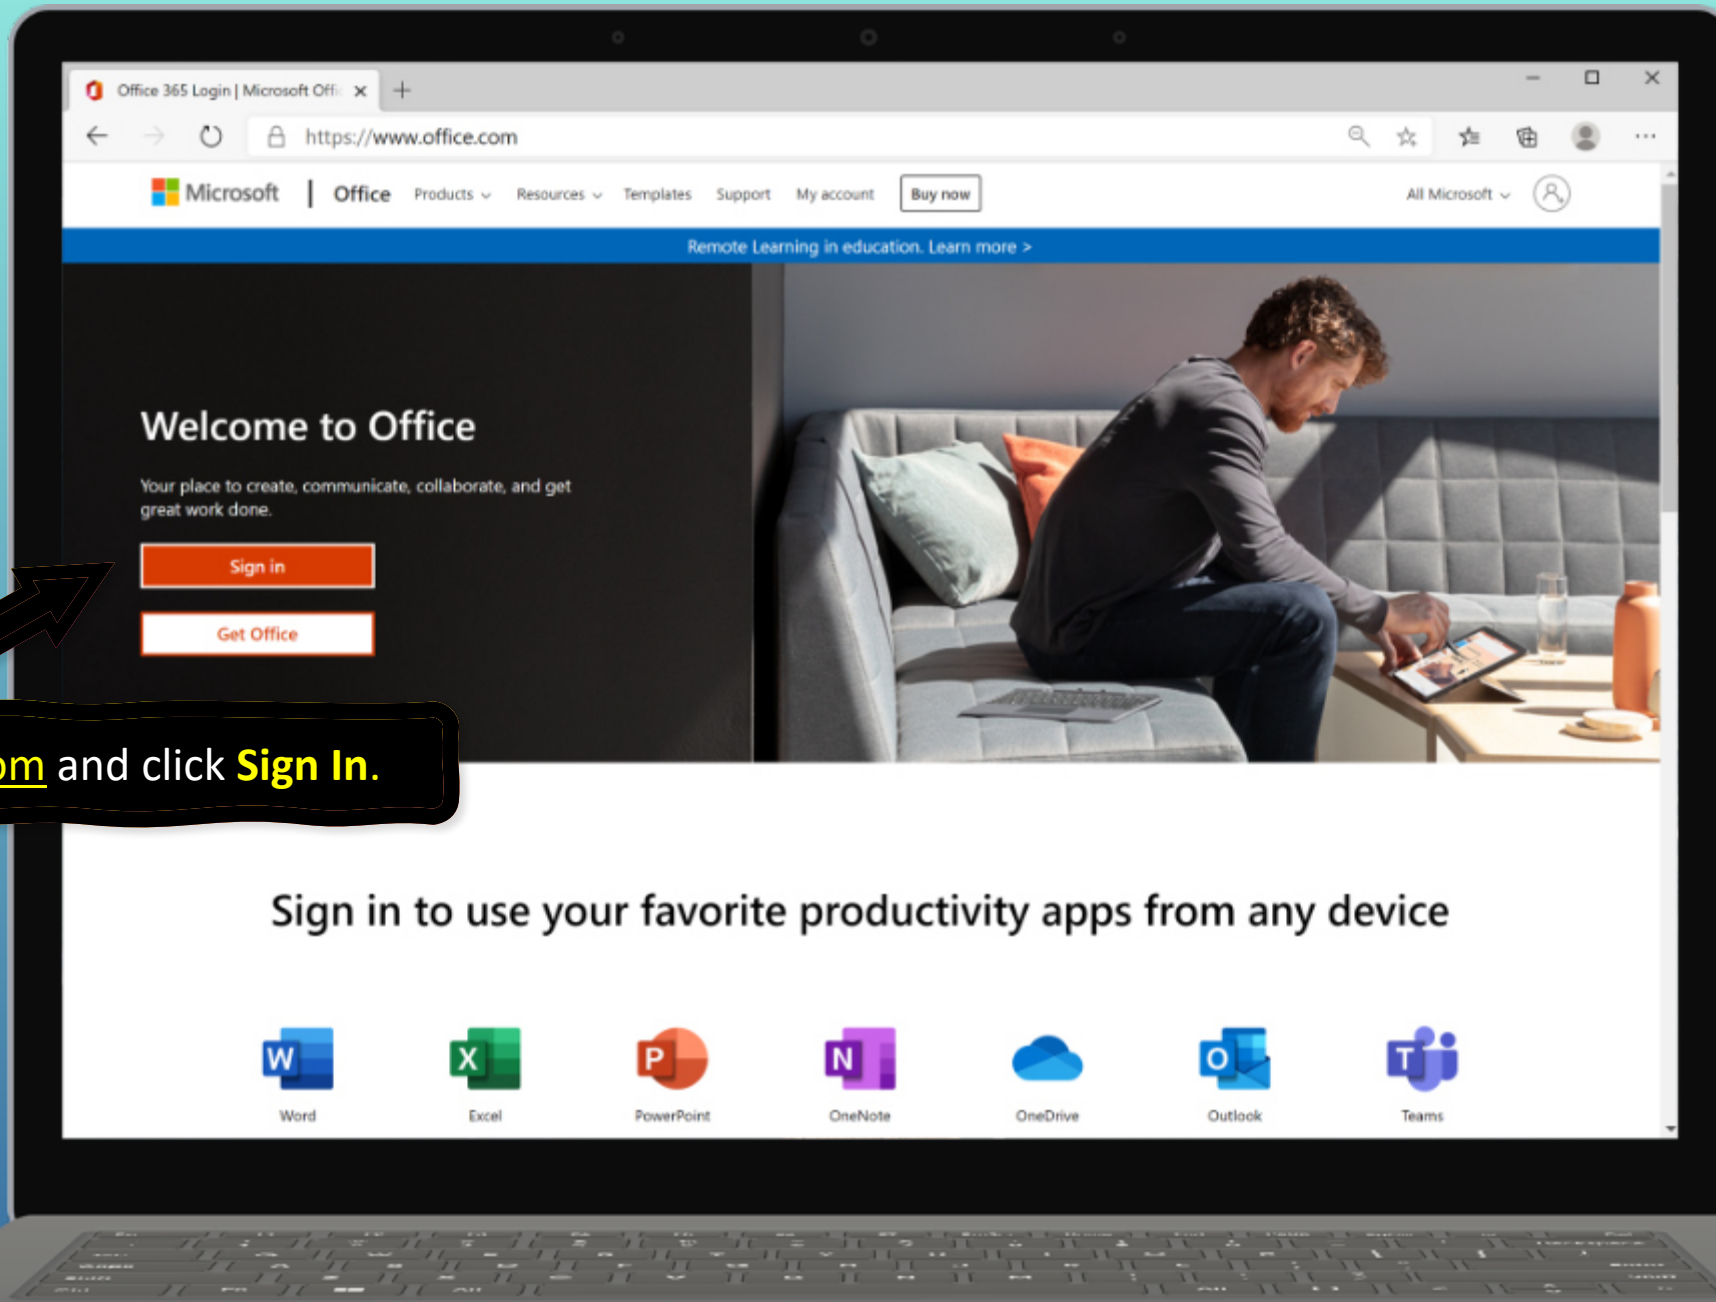 Office 365 Login | Microsoft Offi
https://www.office.com
Microsoft | Office Products Resources Templates Support My account Buy now All Microsoft
Remote Learning in education. Learn more >
Welcome to Office
Your place to create, communicate, collaborate, and get
great work done.
Sign in
Get Office
om and click Sign In.
Sign in to use your favorite productivity apps from any device
W X P N O T
Word Excel PowerPoint OneNote OneDrive Outlook Teams